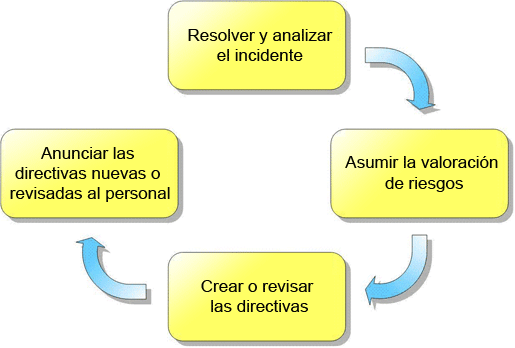 Resolver y analizar
el incidente
Asumir la valoración
de riesgos
Crear o revisar
las directivas
Anunciar las
directivas nuevas o
revisadas al personal